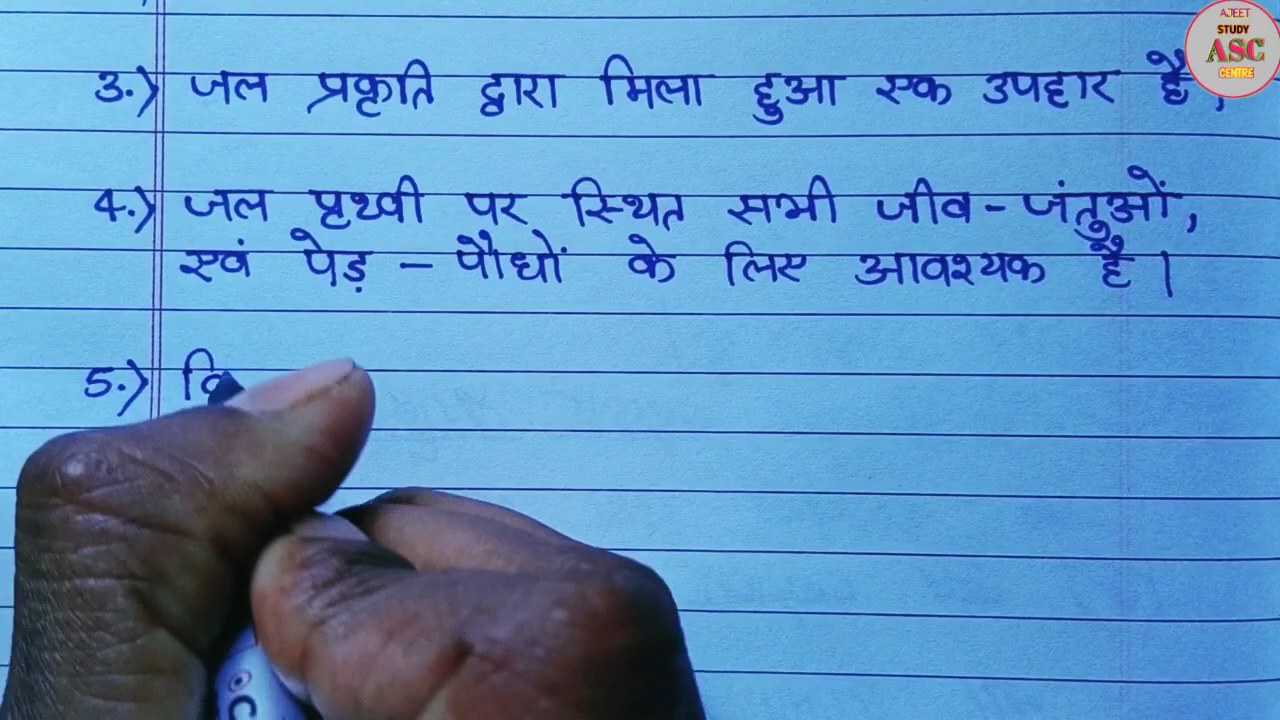 AJEET
STUDY
ASC
CENTRE
3.) जल प्रकृति द्वारा मिला हुआ एक उपहार है,
4.) जल पृथ्वी पर स्थित सभी जीव-जंतुओं,
एवं पेड़ - पौधों के लिए आवश्यक है।
5.)